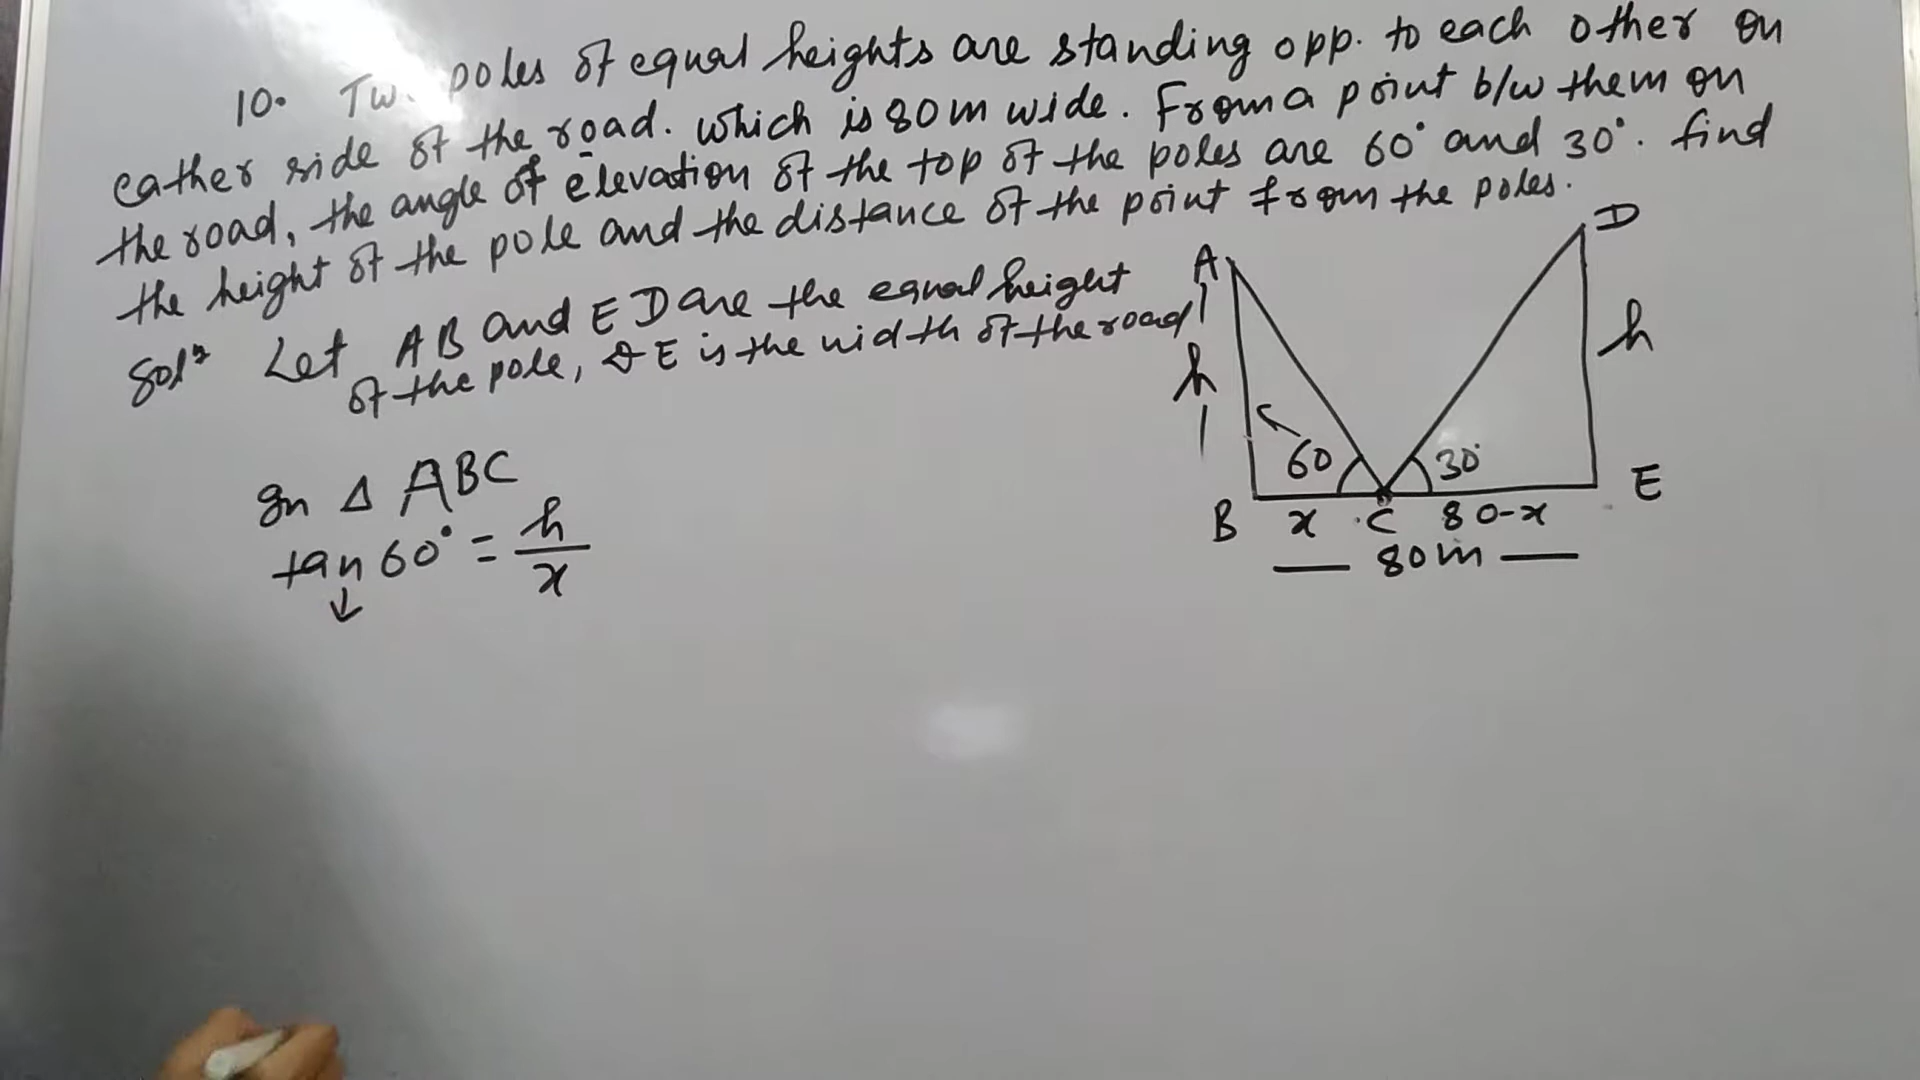 10. Tw poles of equal heights are standing opp. to each other on
eather side of the road. which is 80m wide. From a point b/w them on
the road, the angle of elevation of the top of the poles are 60° and 30°. find
the height of the pole and the distance of the point from the poles.
Let AB and ED are the equal height
of the pole, E is the width of the road
In Δ ABC
tan 60° = h/x
A
D
h
h
60
30°
B
x
C
80-x
E
80m